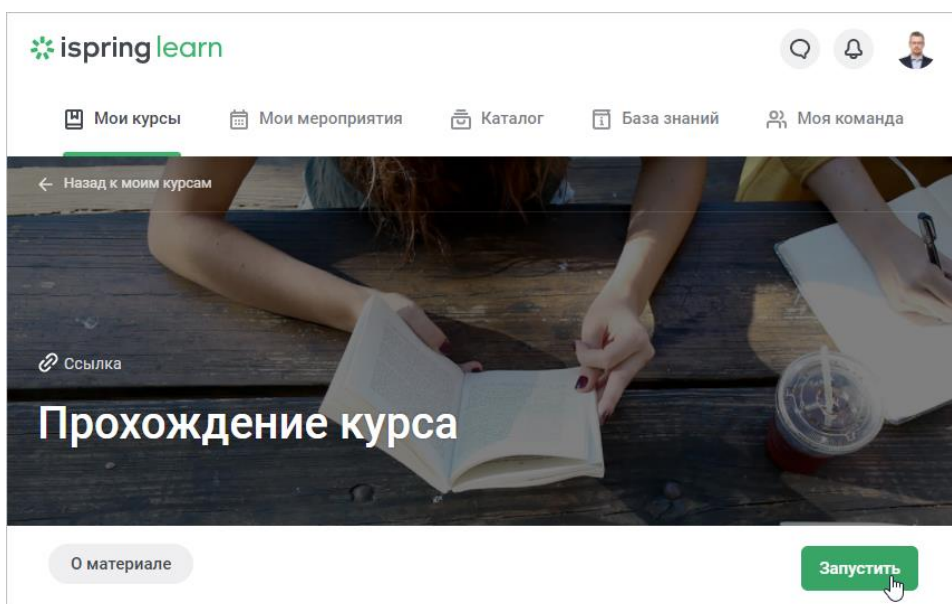 ispring learn
Мои курсы Мои мероприятия Каталог База знаний Моя команда
← Назад к моим курсам
Ссылка
Прохождение курса
О материале Запустить